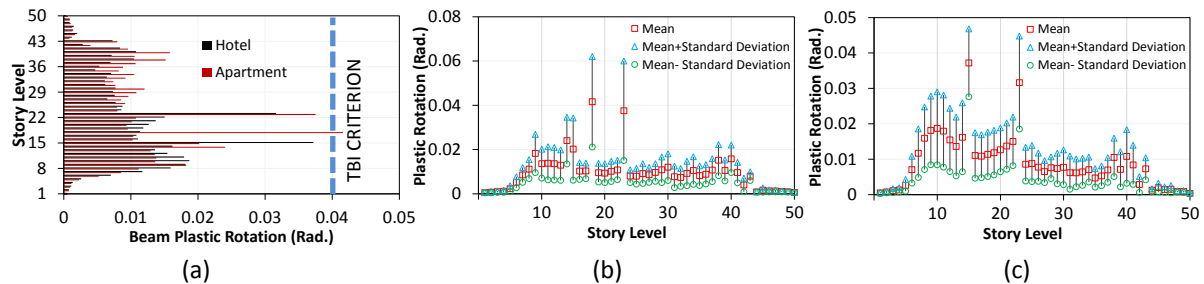 50
43
36
29
22
15
8
1
Story Level
Hotel
Apartment
TBI CRITERION
0
0.01
0.02
0.03
0.04
0.05
Beam Plastic Rotation (Rad.)
(a)
0.08
0.06
0.04
0.02
0
Plastic Rotation (Rad.)
Mean
Mean+Standard Deviation
Mean- Standard Deviation
10
20
30
40
50
Story Level
(b)
0.05
0.04
0.03
0.02
0.01
0
Plastic Rotation (Rad.)
Mean
Mean+Standard Deviation
Mean- Standard Deviation
10
20
30
40
50
Story Level
(c)